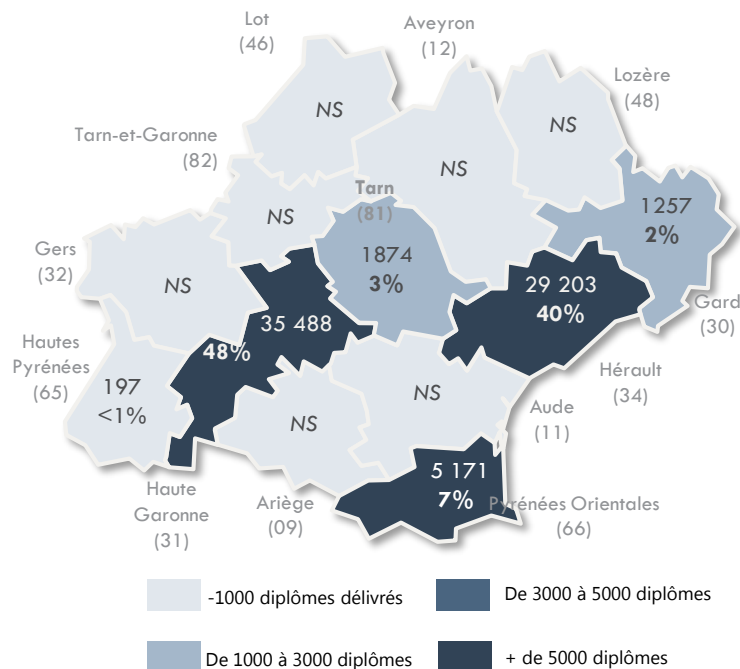 Lot
(46)
Aveyron
(12)
Lozère
(48)
NS
NS
NS
Tarn-et-Garonne
(82)
Tarn
(81)
NS
1257
2%
Gers
(32)
1874
3%
NS
29 203
40%
Gard
(30)
35 488
48%
Hautes
Pyrénées
(65)
197
<1%
Hérault
(34)
NS
NS
Aude
(11)
5 171
7%
Haute
Garonne
(31)
Ariège
(09)
Pyrénées Orientales
(66)
-1000 diplômes délivrés
De 3000 à 5000 diplômes
De 1000 à 3000 diplômes
+ de 5000 diplômes